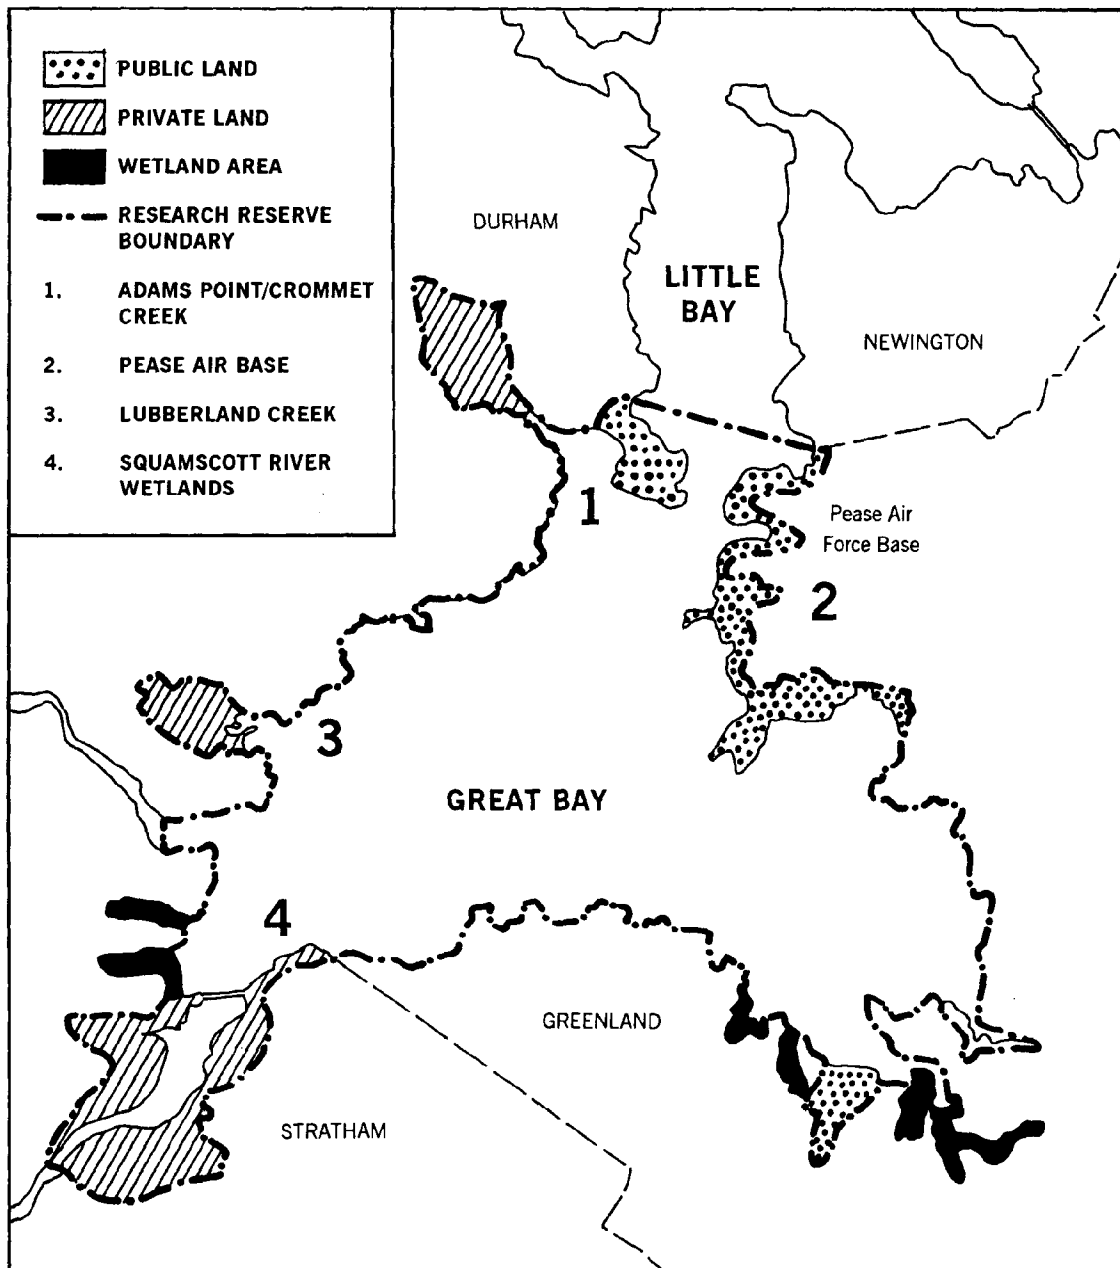 PUBLIC LAND
PRIVATE LAND
WETLAND AREA
RESEARCH RESERVE
BOUNDARY
1. ADAMS POINT/CROMMET
CREEK
2. PEASE AIR BASE
3. LUBBERLAND CREEK
4. SQUAMSCOTT RIVER
WETLANDS
DURHAM
LITTLE
BAY
NEWINGTON
1
Pease Air
Force Base
2
3
GREAT BAY
4
GREENLAND
STRATHAM